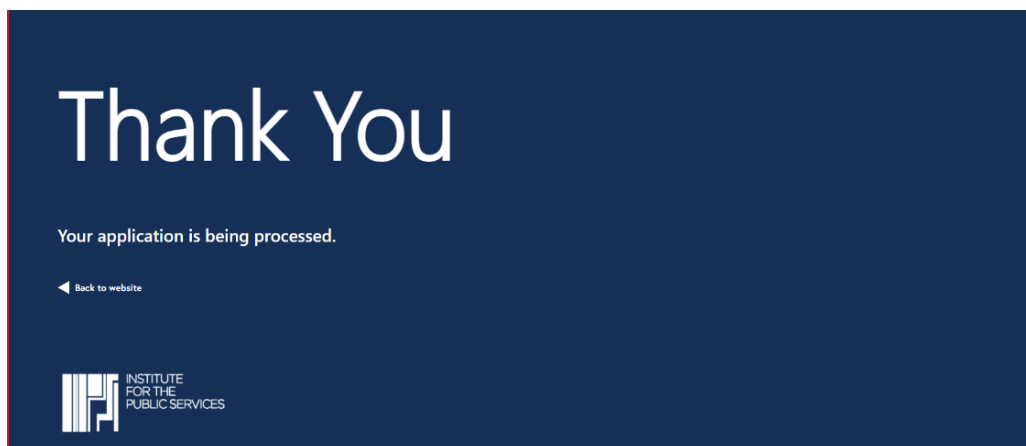 Thank You
Your application is being processed.
Back to website
INSTITUTE
FOR THE
PUBLIC SERVICES